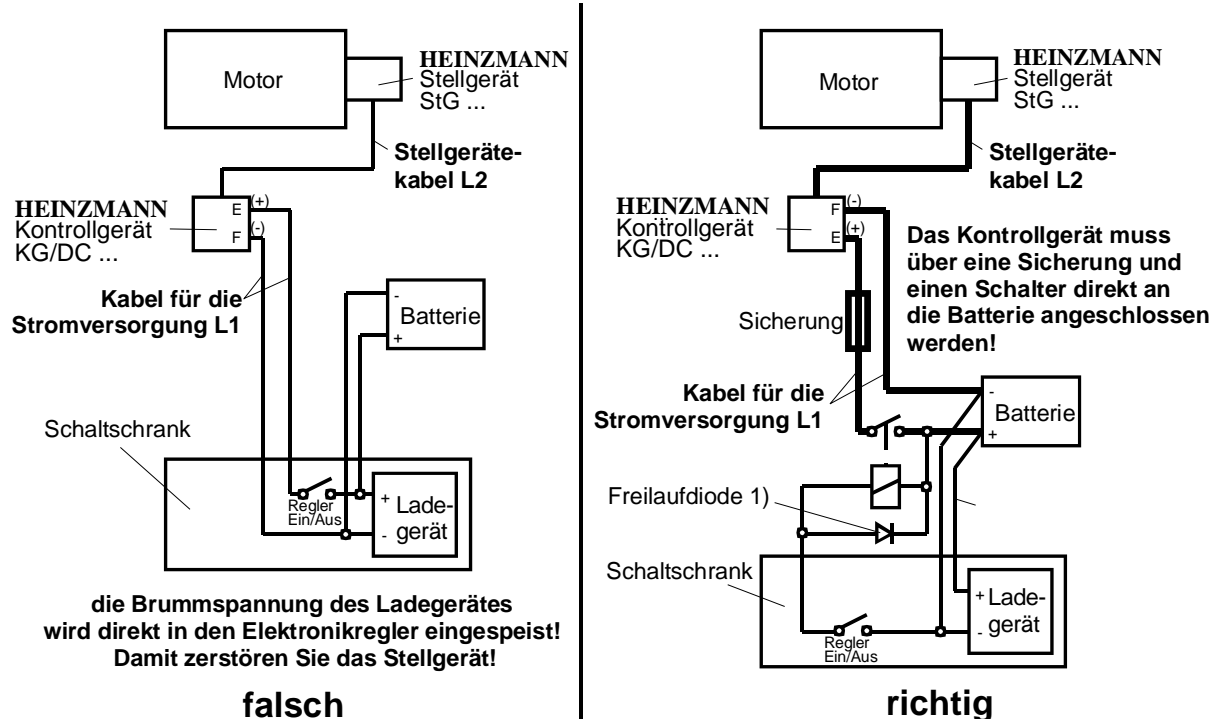 Motor
HEINZMANN
Stellgerät
StG ...
Stellgeräte-
kabel L2
HEINZMANN
Kontrollgerät
KG/DC ...
E (+)
F (-)
Kabel für die
Stromversorgung L1
-
Batterie
+
Schaltschrank
Regler
Ein/Aus
+ Lade-
gerät
-
die Brummspannung des Ladegerätes
wird direkt in den Elektronikregler eingespeist!
Damit zerstören Sie das Stellgerät!
falsch
Motor
HEINZMANN
Stellgerät
StG ...
Stellgeräte-
kabel L2
HEINZMANN
Kontrollgerät
KG/DC ...
F (-)
E (+)
Das Kontrollgerät muss
über eine Sicherung und
einen Schalter direkt an
die Batterie angeschlossen
werden!
Sicherung
Kabel für die
Stromversorgung L1
-
Batterie
+
Freilaufdiode 1)
Schaltschrank
+ Lade-
gerät
-
Regler
Ein/Aus
richtig